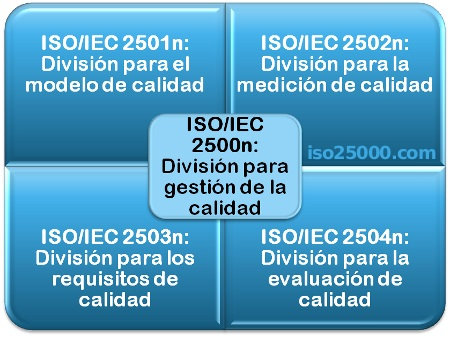 ISO/IEC 2501n:
División para el
modelo de calidad
ISO/IEC 2502n:
División para la
medición de calidad
ISO/IEC
2500n:
División para
gestión de la
calidad
iso25000.com
ISO/IEC 2503n:
División para los
requisitos de
calidad
ISO/IEC 2504n:
División para la
evaluación de
calidad